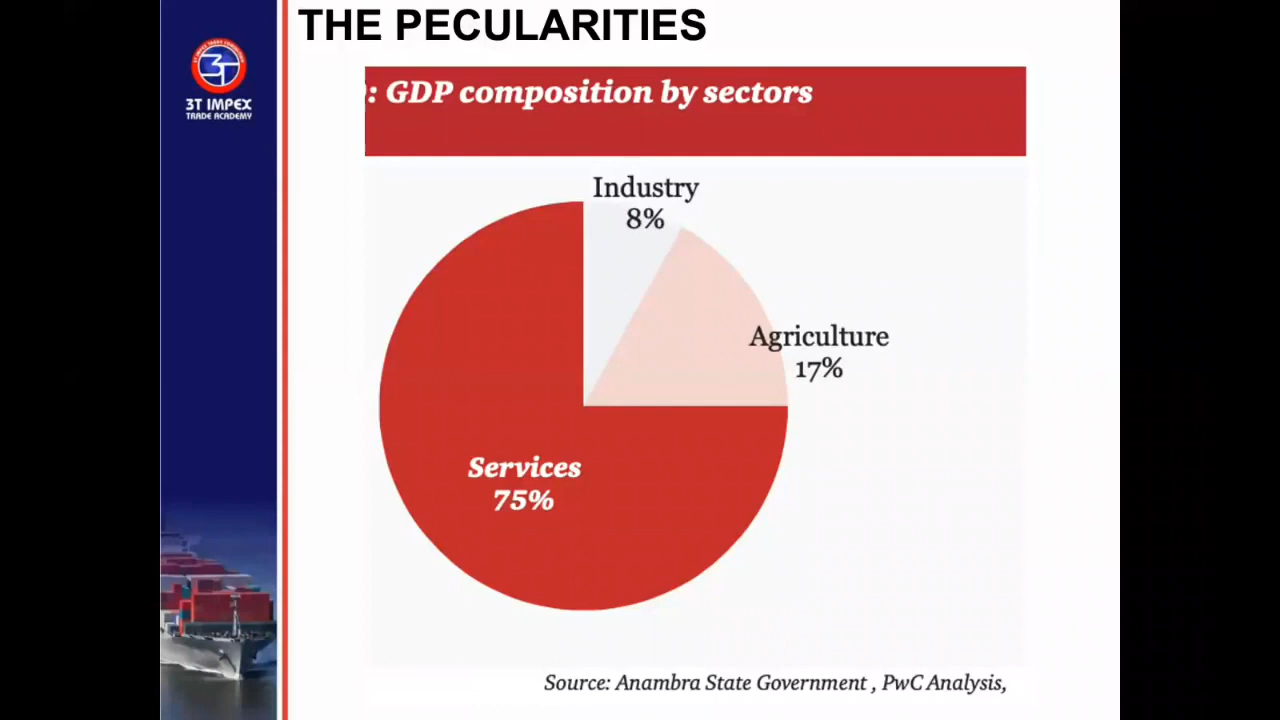 THE PECULARITIES
3T
3T IMPEX
TRADE ACADEMY
: GDP composition by sectors
Industry
8%
Agriculture
17%
Services
75%
Source: Anambra State Government , PwC Analysis,